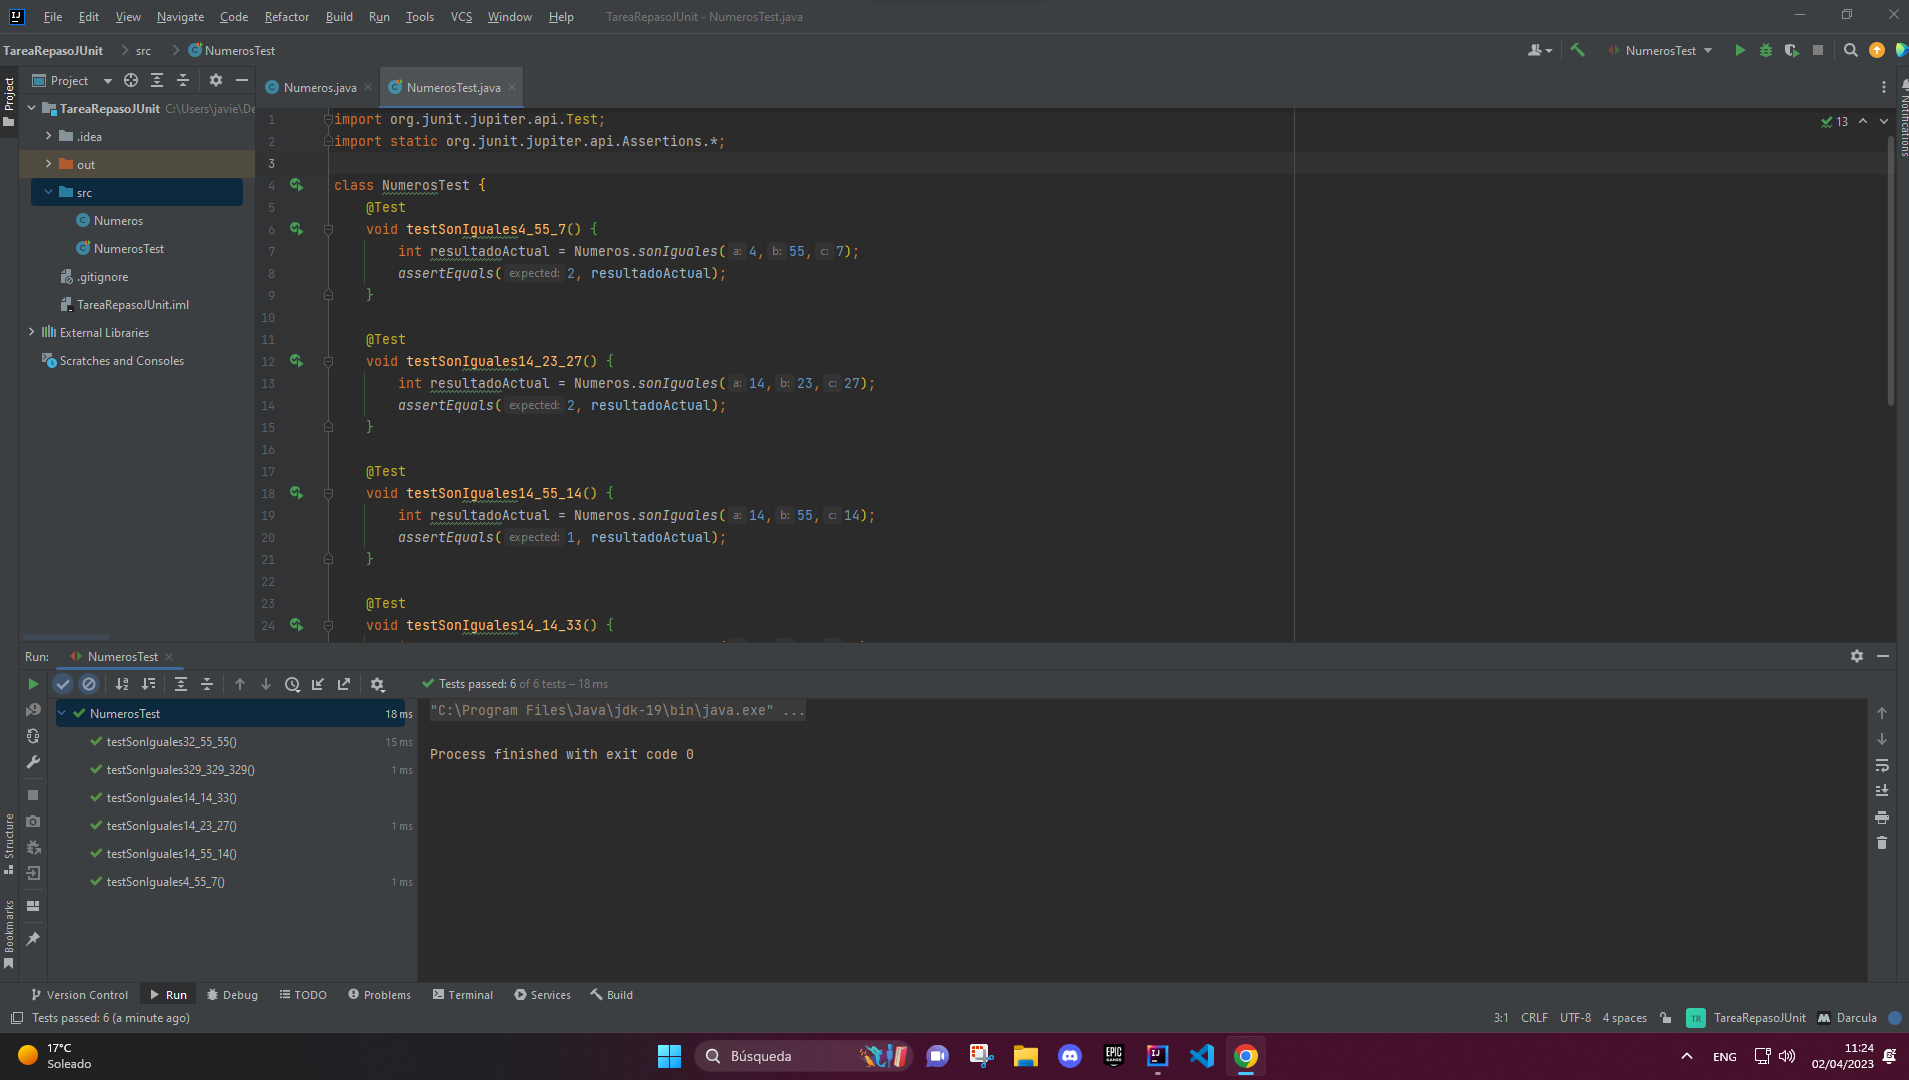 File Edit View Navigate Code Refactor Build Run Tools VCS Window Help TareaRepasoJUnit - NumerosTest.java
TareaRepasoJUnit src NumerosTest
NumerosTest
Project
Numeros.java NumerosTest.java
Project
Notifications
TareaRepasoJUnit C:\Users\javie\De
.idea
out
src
Numeros
NumerosTest
.gitignore
TareaRepasoJUnit.iml
External Libraries
Scratches and Consoles
13
1 import org.junit.jupiter.api.Test;
2 import static org.junit.jupiter.api.Assertions.*;
3
4 class NumerosTest {
5 @Test
6 void testSonIguales4_55_7() {
7 int resultadoActual = Numeros.sonIguales( a: 4, b: 55, c: 7);
8 assertEquals( expected: 2, resultadoActual);
9 }
10
11 @Test
12 void testSonIguales14_23_27() {
13 int resultadoActual = Numeros.sonIguales( a: 14, b: 23, c: 27);
14 assertEquals( expected: 2, resultadoActual);
15 }
16
17 @Test
18 void testSonIguales14_55_14() {
19 int resultadoActual = Numeros.sonIguales( a: 14, b: 55, c: 14);
20 assertEquals( expected: 1, resultadoActual);
21 }
22
23 @Test
24 void testSonIguales14_14_33() {
Run: NumerosTest
Tests passed: 6 of 6 tests – 18 ms
NumerosTest 18 ms
testSonIguales32_55_55() 15 ms
testSonIguales329_329_329() 1 ms
testSonIguales14_14_33()
testSonIguales14_23_27() 1 ms
testSonIguales14_55_14()
testSonIguales4_55_7() 1 ms
"C:\Program Files\Java\jdk-19\bin\java.exe" ...
Process finished with exit code 0
Structure
Bookmarks
Version Control Run Debug TODO Problems Terminal Services Build
Tests passed: 6 (a minute ago)
3:1 CRLF UTF-8 4 spaces TR TareaRepasoJUnit Darcula
17°C
Soleado
Búsqueda
EPIC GAMES
ENG
11:24
02/04/2023